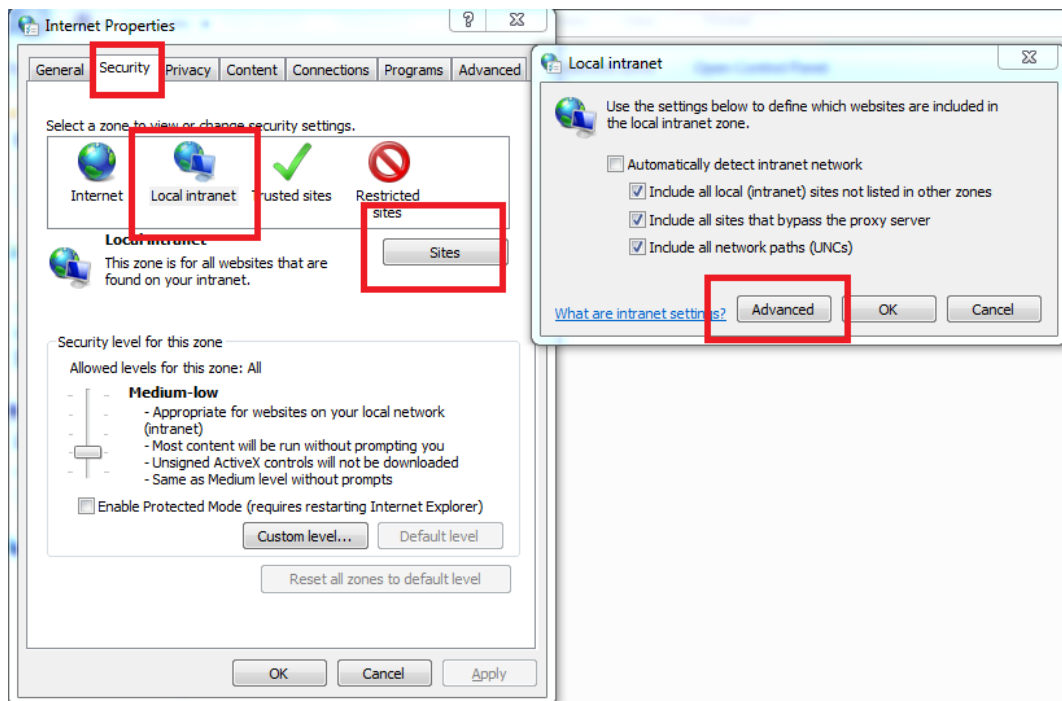 Internet Properties
General Security Privacy Content Connections Programs Advanced
Select a zone to view or change security settings.
Internet
Local intranet
Trusted sites
Restricted
sites
Local intranet
Sites
This zone is for all websites that are
found on your intranet.
Security level for this zone
Allowed levels for this zone: All
Medium-low
- Appropriate for websites on your local network
(intranet)
- Most content will be run without prompting you
- Unsigned ActiveX controls will not be downloaded
- Same as Medium level without prompts
Enable Protected Mode (requires restarting Internet Explorer)
Custom level... Default level
Reset all zones to default level
OK Cancel Apply
Open Control Panel
Local intranet
Use the settings below to define which websites are included in
the local intranet zone.
Automatically detect intranet network
Include all local (intranet) sites not listed in other zones
Include all sites that bypass the proxy server
Include all network paths (UNCs)
What are intranet settings? Advanced OK Cancel